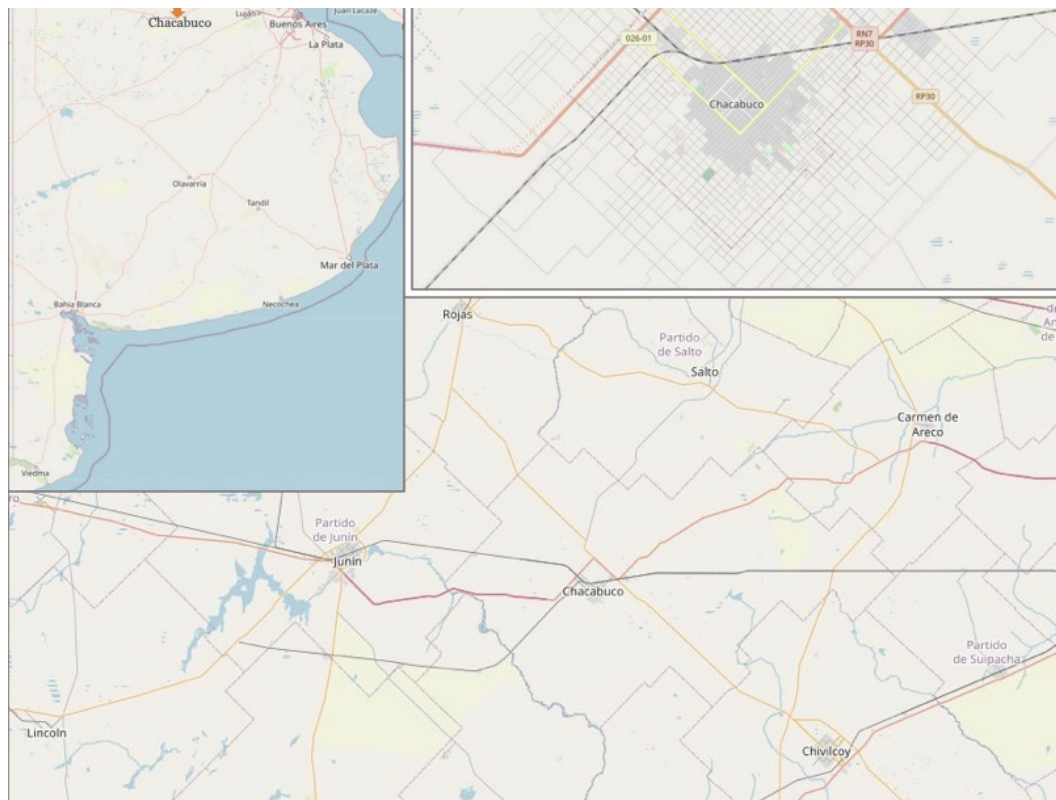 Chacabuco
Luján
Buenos Aires
Juan Lacaze
La Plata
Olavarría
Tandil
Mar del Plata
Necochea
Bahía Blanca
Viedma
026-01
RN7
RP30
RP30
Chacabuco
Rojas
Partido
de Salto
Salto
Carmen de
Areco
Partido
de Junín
Junín
Chacabuco
Partido
de Suipacha
Lincoln
Chivilcoy